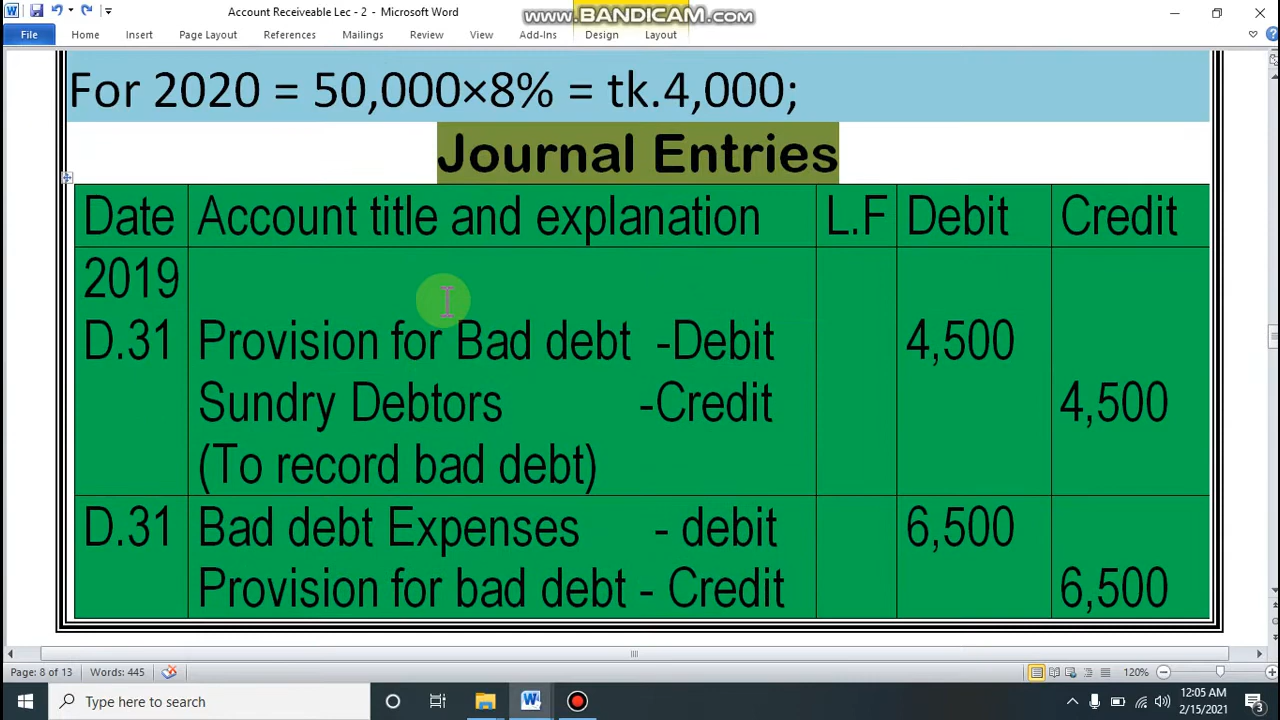 Account Receiveable Lec - 2 - Microsoft Word
www.BANDICAM.com
File Home Insert Page Layout References Mailings Review View Add-Ins Design Layout
For 2020 = 50,000×8% = tk.4,000;
Journal Entries
Date Account title and explanation L.F Debit Credit
2019
D.31 Provision for Bad debt -Debit 4,500
Sundry Debtors -Credit 4,500
(To record bad debt)
D.31 Bad debt Expenses - debit 6,500
Provision for bad debt - Credit 6,500
Page: 8 of 13 Words: 445 120%
Type here to search
12:05 AM
2/15/2021
3